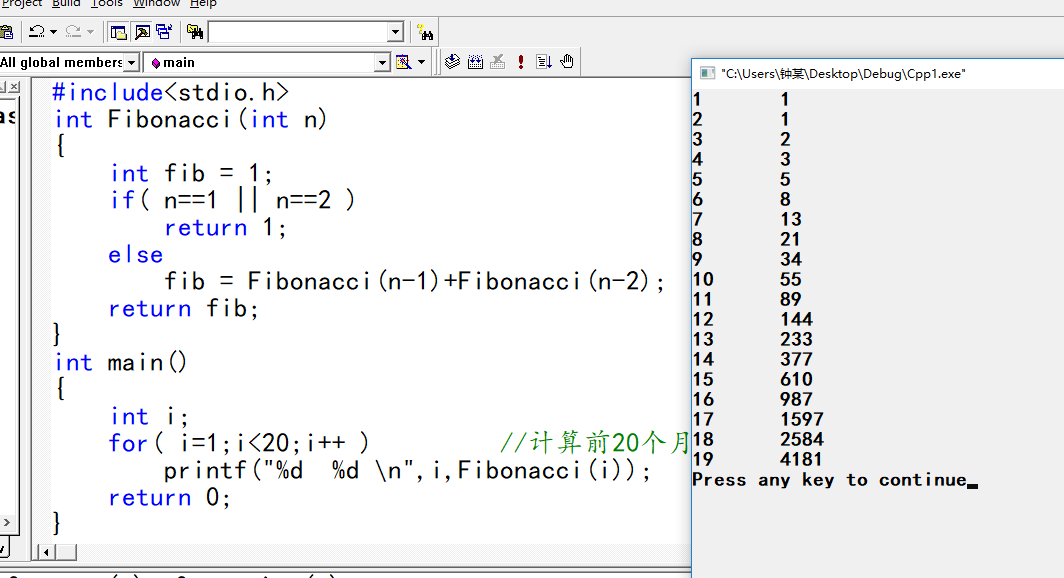 Project Build Tools Window Help
All global members main
#include<stdio.h>
int Fibonacci(int n)
{
int fib = 1;
if( n==1 || n==2 )
return 1;
else
fib = Fibonacci(n-1)+Fibonacci(n-2);
return fib;
}
int main()
{
int i;
for( i=1;i<20;i++ ) //计算前20个月
printf("%d %d \n",i,Fibonacci(i));
return 0;
}
"C:\Users\钟某\Desktop\Debug\Cpp1.exe"
1 1
2 1
3 2
4 3
5 5
6 8
7 13
8 21
9 34
10 55
11 89
12 144
13 233
14 377
15 610
16 987
17 1597
18 2584
19 4181
Press any key to continue